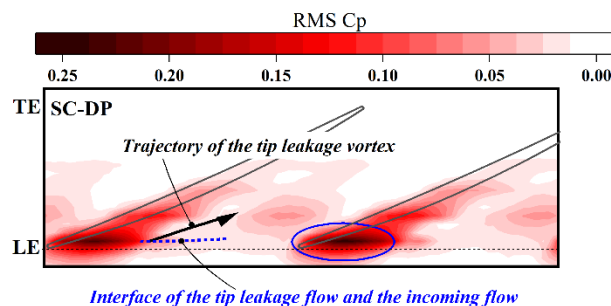 RMS Cp
0.25 0.20 0.15 0.10 0.05 0.00
TE SC-DP
Trajectory of the tip leakage vortex
LE
Interface of the tip leakage flow and the incoming flow